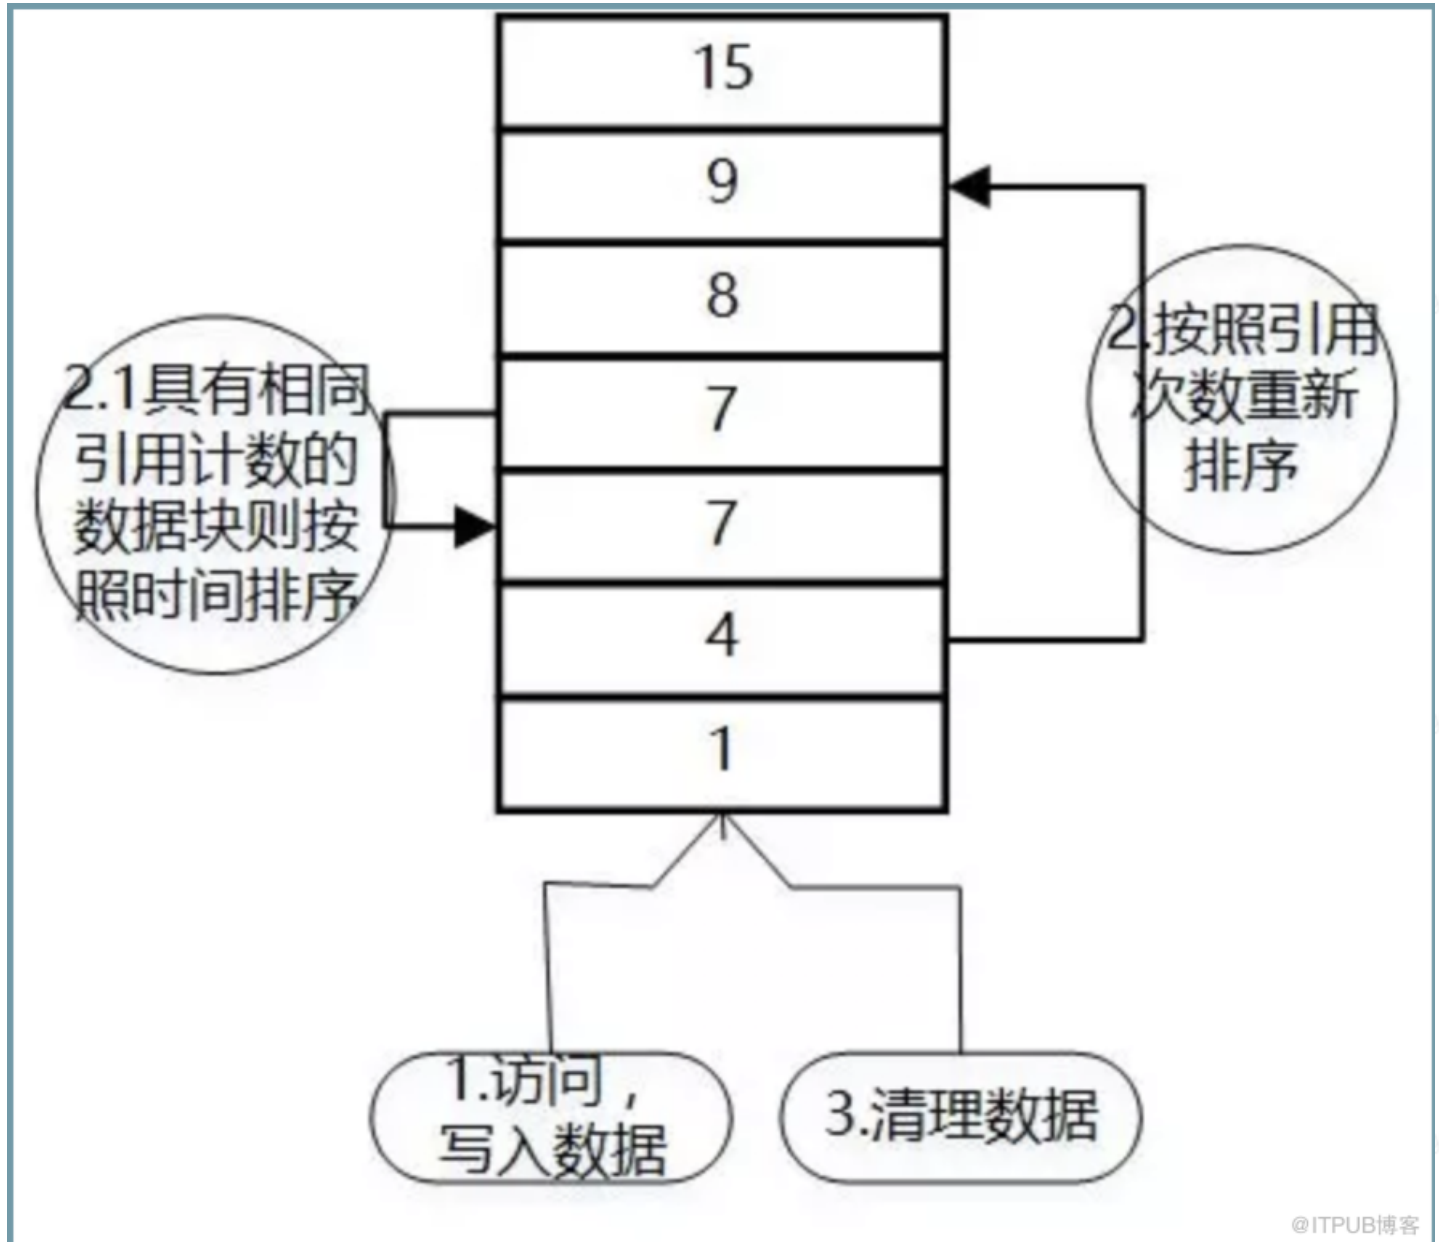 15
9
8
7
7
4
1
2.1具有相同
引用计数的
数据块则按
照时间排序
2.按照引用
次数重新
排序
1.访问，
写入数据
3.清理数据
@ITPUB博客